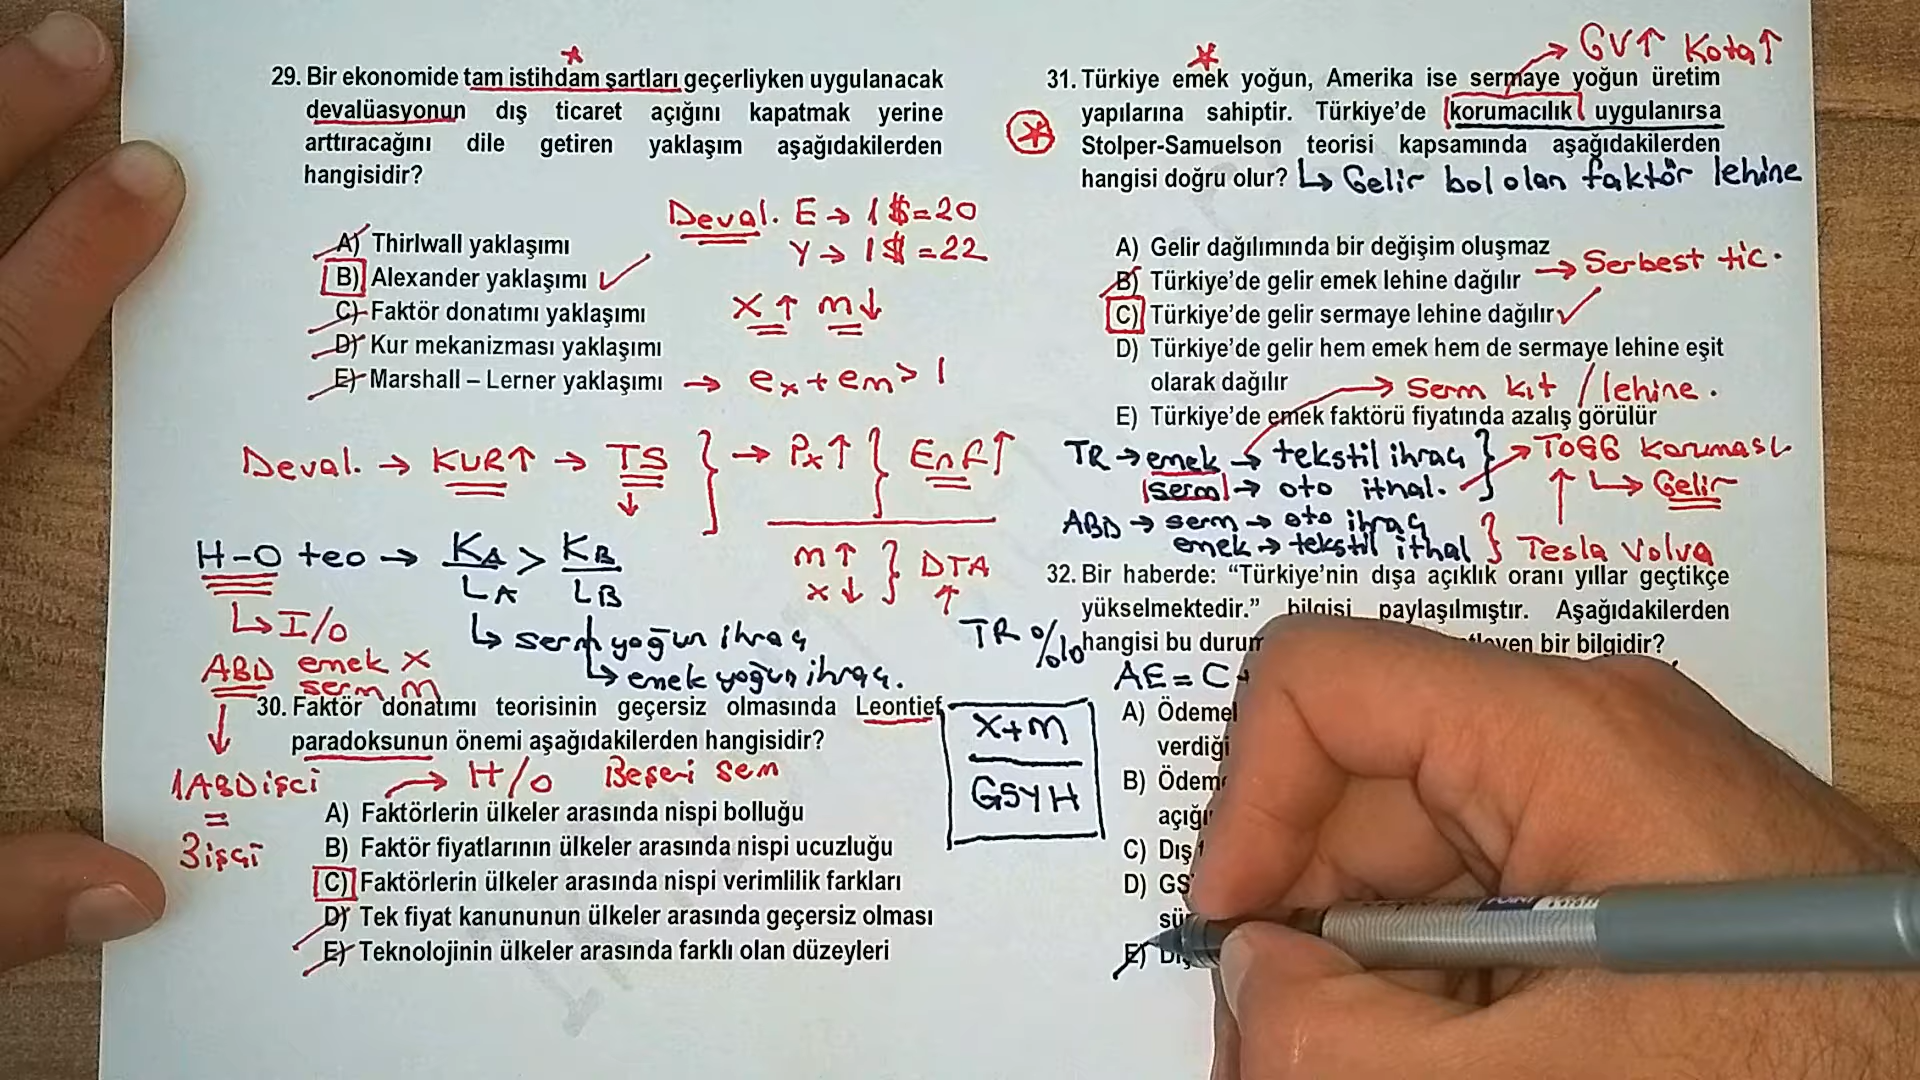 29. Bir ekonomide tam istihdam şartları geçerliyken uygulanacak
devalüasyonun dış ticaret açığını kapatmak yerine
arttıracağını dile getiren yaklaşım aşağıdakilerden
hangisidir?
Deval. E → 1$=20
Y → 1$=22
A) Thirlwall yaklaşımı
B) Alexander yaklaşımı ✓
C) Faktör donatımı yaklaşımı
D) Kur mekanizması yaklaşımı
E) Marshall – Lerner yaklaşımı → ex+em>1
X↑ m↓
Deval. → KUR↑ → TS↓ } → Px↑ } Enf↑
m↑
x↓ } DTA↑
H-O teo → KA/LA > KB/LB
↳ I/O
↳ serm yoğun ihraç
↳ emek yoğun ihraç.
ABD emek X
serm m
30. Faktör donatımı teorisinin geçersiz olmasında Leontief
paradoksunun önemi aşağıdakilerden hangisidir?
→ H/O Beşeri sem
1 ABD işci
=
3 işçi
A) Faktörlerin ülkeler arasında nispi bolluğu
B) Faktör fiyatlarının ülkeler arasında nispi ucuzluğu
C) Faktörlerin ülkeler arasında nispi verimlilik farkları
D) Tek fiyat kanununun ülkeler arasında geçersiz olması
E) Teknolojinin ülkeler arasında farklı olan düzeyleri
→ GV↑ Kota↑
31. Türkiye emek yoğun, Amerika ise sermaye yoğun üretim
yapılarına sahiptir. Türkiye'de korumacılık uygulanırsa
Stolper-Samuelson teorisi kapsamında aşağıdakilerden
hangisi doğru olur? ↳ Gelir bol olan faktör lehine
A) Gelir dağılımında bir değişim oluşmaz
B) Türkiye'de gelir emek lehine dağılır → Serbest tic.
C) Türkiye'de gelir sermaye lehine dağılır ✓
D) Türkiye'de gelir hem emek hem de sermaye lehine eşit
olarak dağılır → Serm kıt / lehine.
E) Türkiye'de emek faktörü fiyatında azalış görülür
TR → emek → tekstil ihraç } → TOGG Koruması
serm → oto ithal. ↳ Gelir
ABD → serm → oto ihraç
emek → tekstil ithal } Tesla Volvo
32. Bir haberde: "Türkiye'nin dışa açıklık oranı yıllar geçtikçe
yükselmektedir." bilgisi paylaşılmıştır. Aşağıdakilerden
TR % hangisi bu bir bilgidir?
AE = C+
X+m
GSYH
A)
verdiği
B)
C) Dış
D)
E)